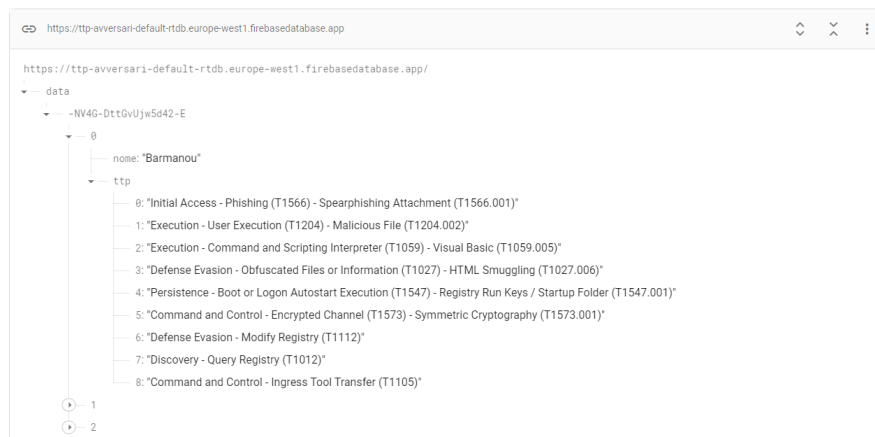 https://ttp-avversari-default-rtdb.europe-west1.firebasedatabase.app
https://ttp-avversari-default-rtdb.europe-west1.firebasedatabase.app/
data
-NV4G-DttGvUjw5d42-E
0
nome: "Barmanou"
ttp
0: "Initial Access - Phishing (T1566) - Spearphishing Attachment (T1566.001)"
1: "Execution - User Execution (T1204) - Malicious File (T1204.002)"
2: "Execution - Command and Scripting Interpreter (T1059) - Visual Basic (T1059.005)"
3: "Defense Evasion - Obfuscated Files or Information (T1027) - HTML Smuggling (T1027.006)"
4: "Persistence - Boot or Logon Autostart Execution (T1547) - Registry Run Keys / Startup Folder (T1547.001)"
5: "Command and Control - Encrypted Channel (T1573) - Symmetric Cryptography (T1573.001)"
6: "Defense Evasion - Modify Registry (T1112)"
7: "Discovery - Query Registry (T1012)"
8: "Command and Control - Ingress Tool Transfer (T1105)"
1
2